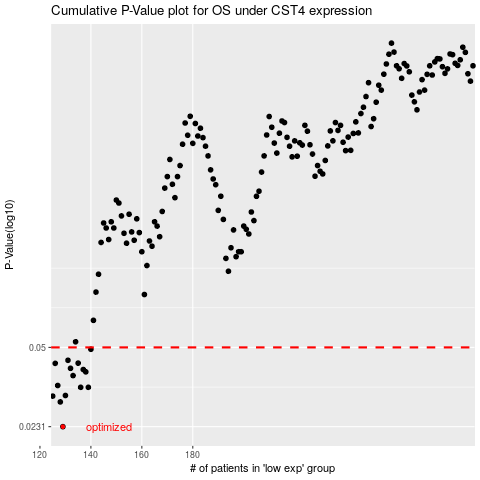 Cumulative P-Value plot for OS under CST4 expression
P-Value(log10)
0.05
0.0231
optimized
120 140 160 180
# of patients in 'low exp' group